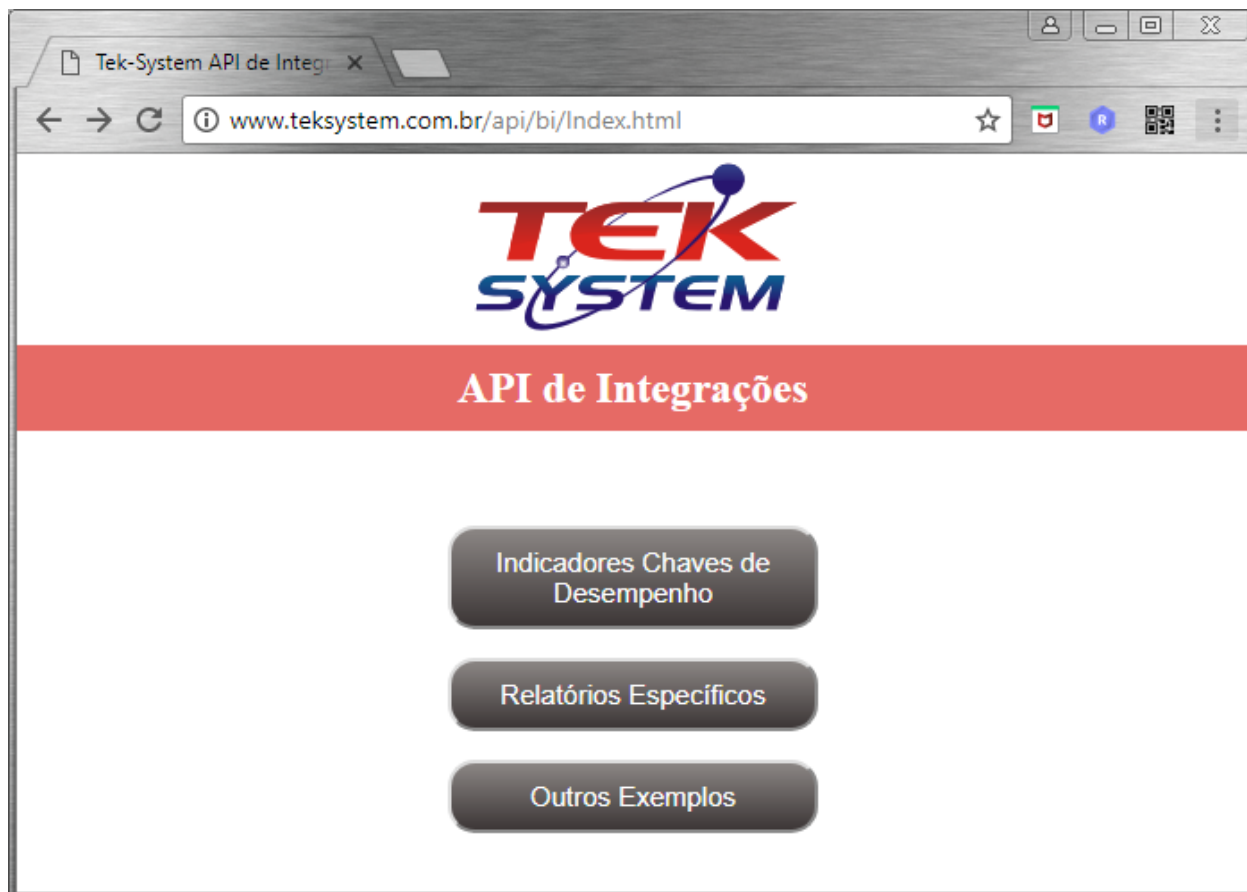 Tek-System API de Integr
www.teksystem.com.br/api/bi/Index.html
R
TEK
SYSTEM
API de Integrações
Indicadores Chaves de
Desempenho
Relatórios Específicos
Outros Exemplos